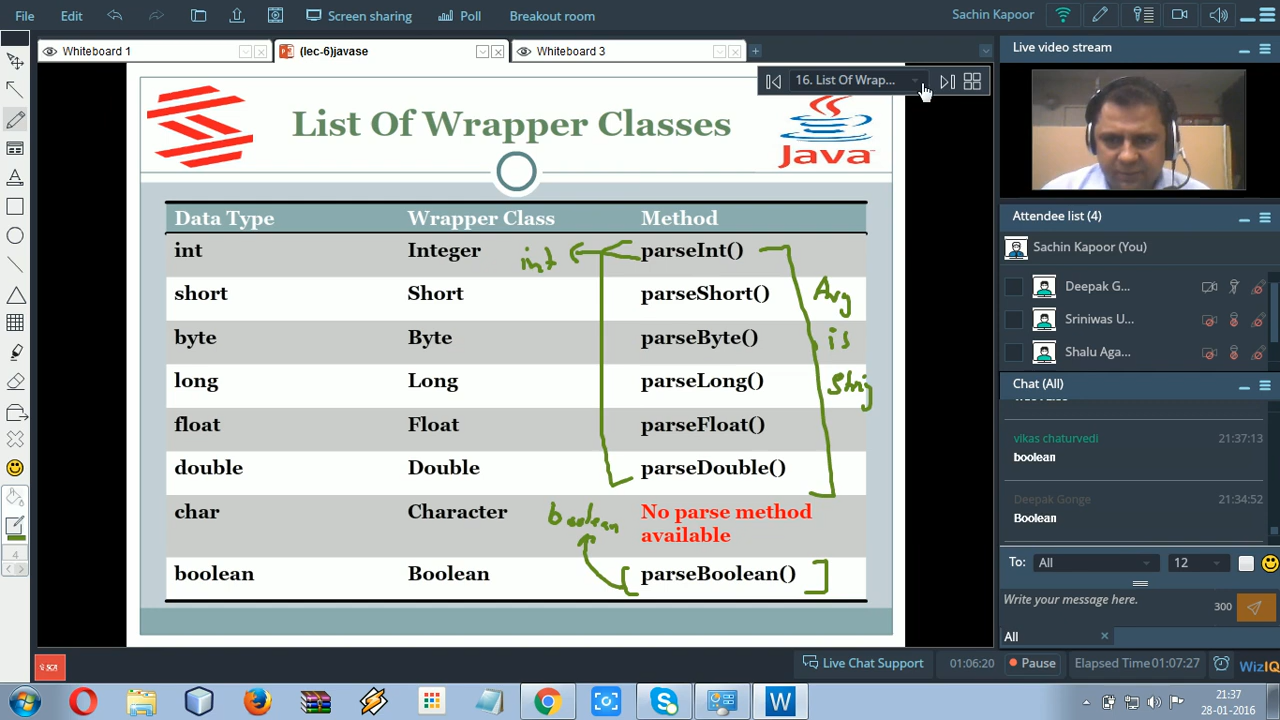 File Edit Screen sharing Poll Breakout room Sachin Kapoor
Whiteboard 1 (lec-6)javase Whiteboard 3
16. List Of Wrap...
List Of Wrapper Classes
Java
Data Type Wrapper Class Method
int Integer int parseInt()
short Short parseShort() Arg
byte Byte parseByte() is
long Long parseLong()
float Float parseFloat()
double Double parseDouble()
char Character boolean No parse method
available
boolean Boolean parseBoolean()
4
SCA
Live video stream
Attendee list (4)
Sachin Kapoor (You)
Deepak G...
Sriniwas U...
Shalu Aga...
Chat (All)
vikas chaturvedi 21:37:13
boolean
Deepak Gonge 21:34:52
Boolean
To: All 12
Write your message here. 300
All
Live Chat Support 01:06:20 Pause Elapsed Time 01:07:27 WizIQ
21:37
28-01-2016